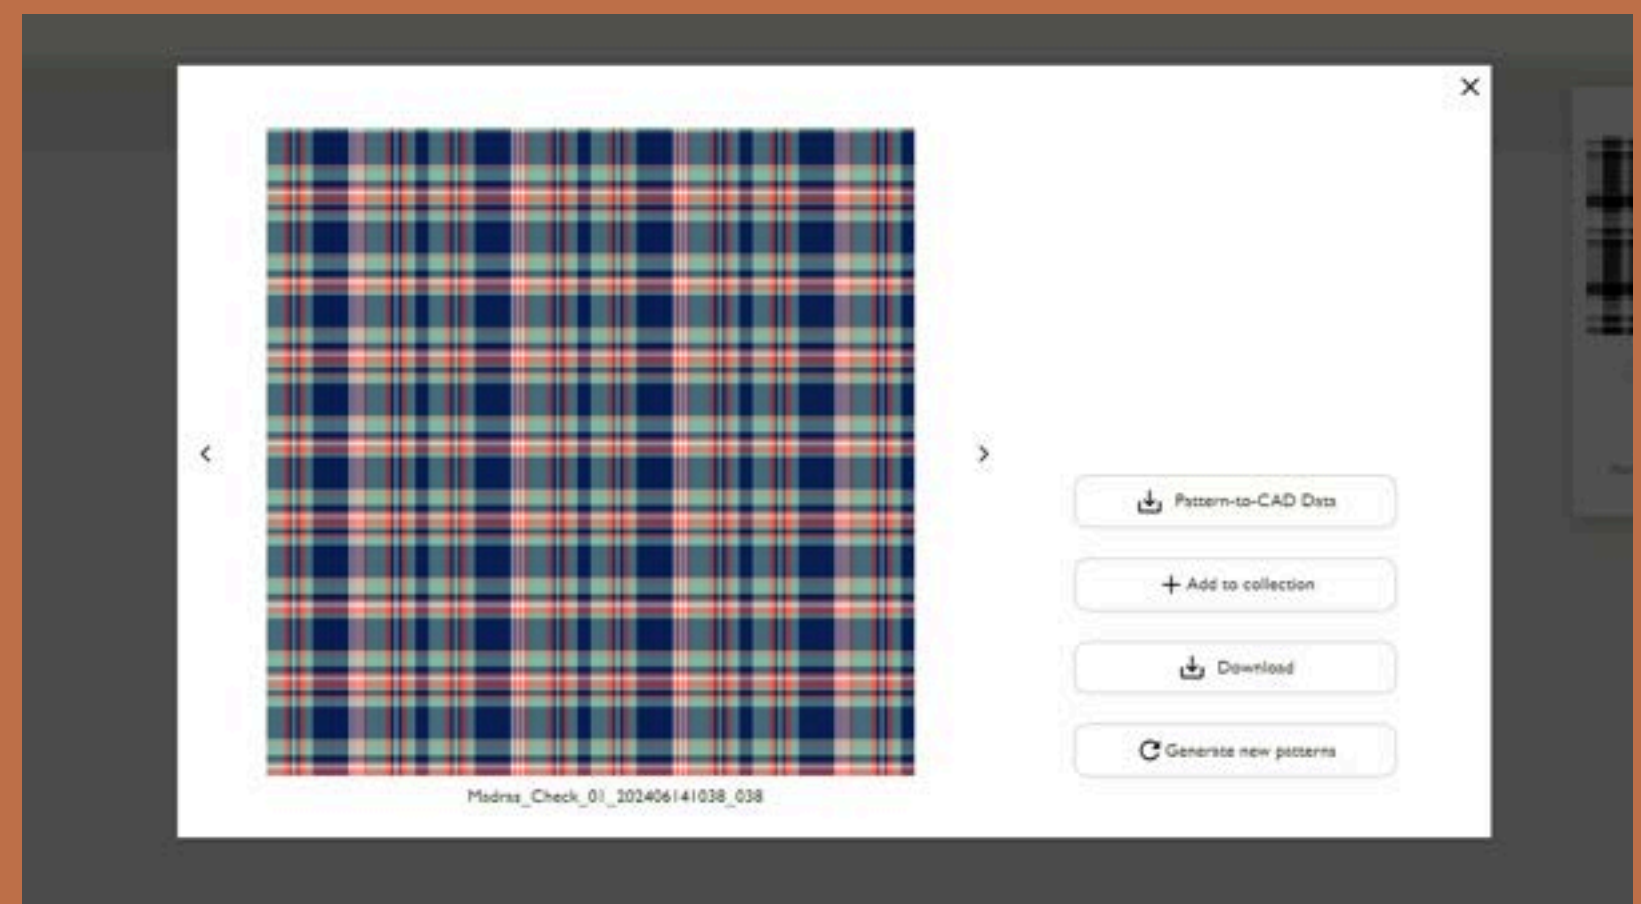 Pattern-to-CAD Data
Add to collection
Download
Generate new patterns
Madras_Check_01_202406141038_038